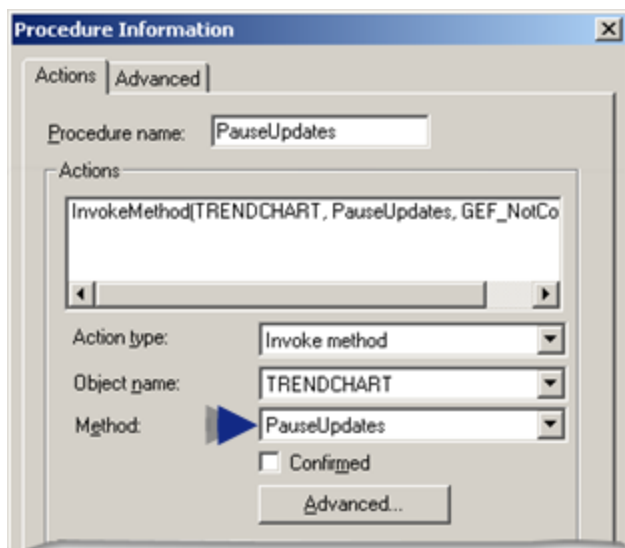 Procedure Information
Actions
Advanced
Procedure name:
PauseUpdates
Actions
InvokeMethod(TRENDCHART, PauseUpdates, GEF_NotCo
Action type:
Invoke method
Object name:
TRENDCHART
Method:
PauseUpdates
Confirmed
Advanced...